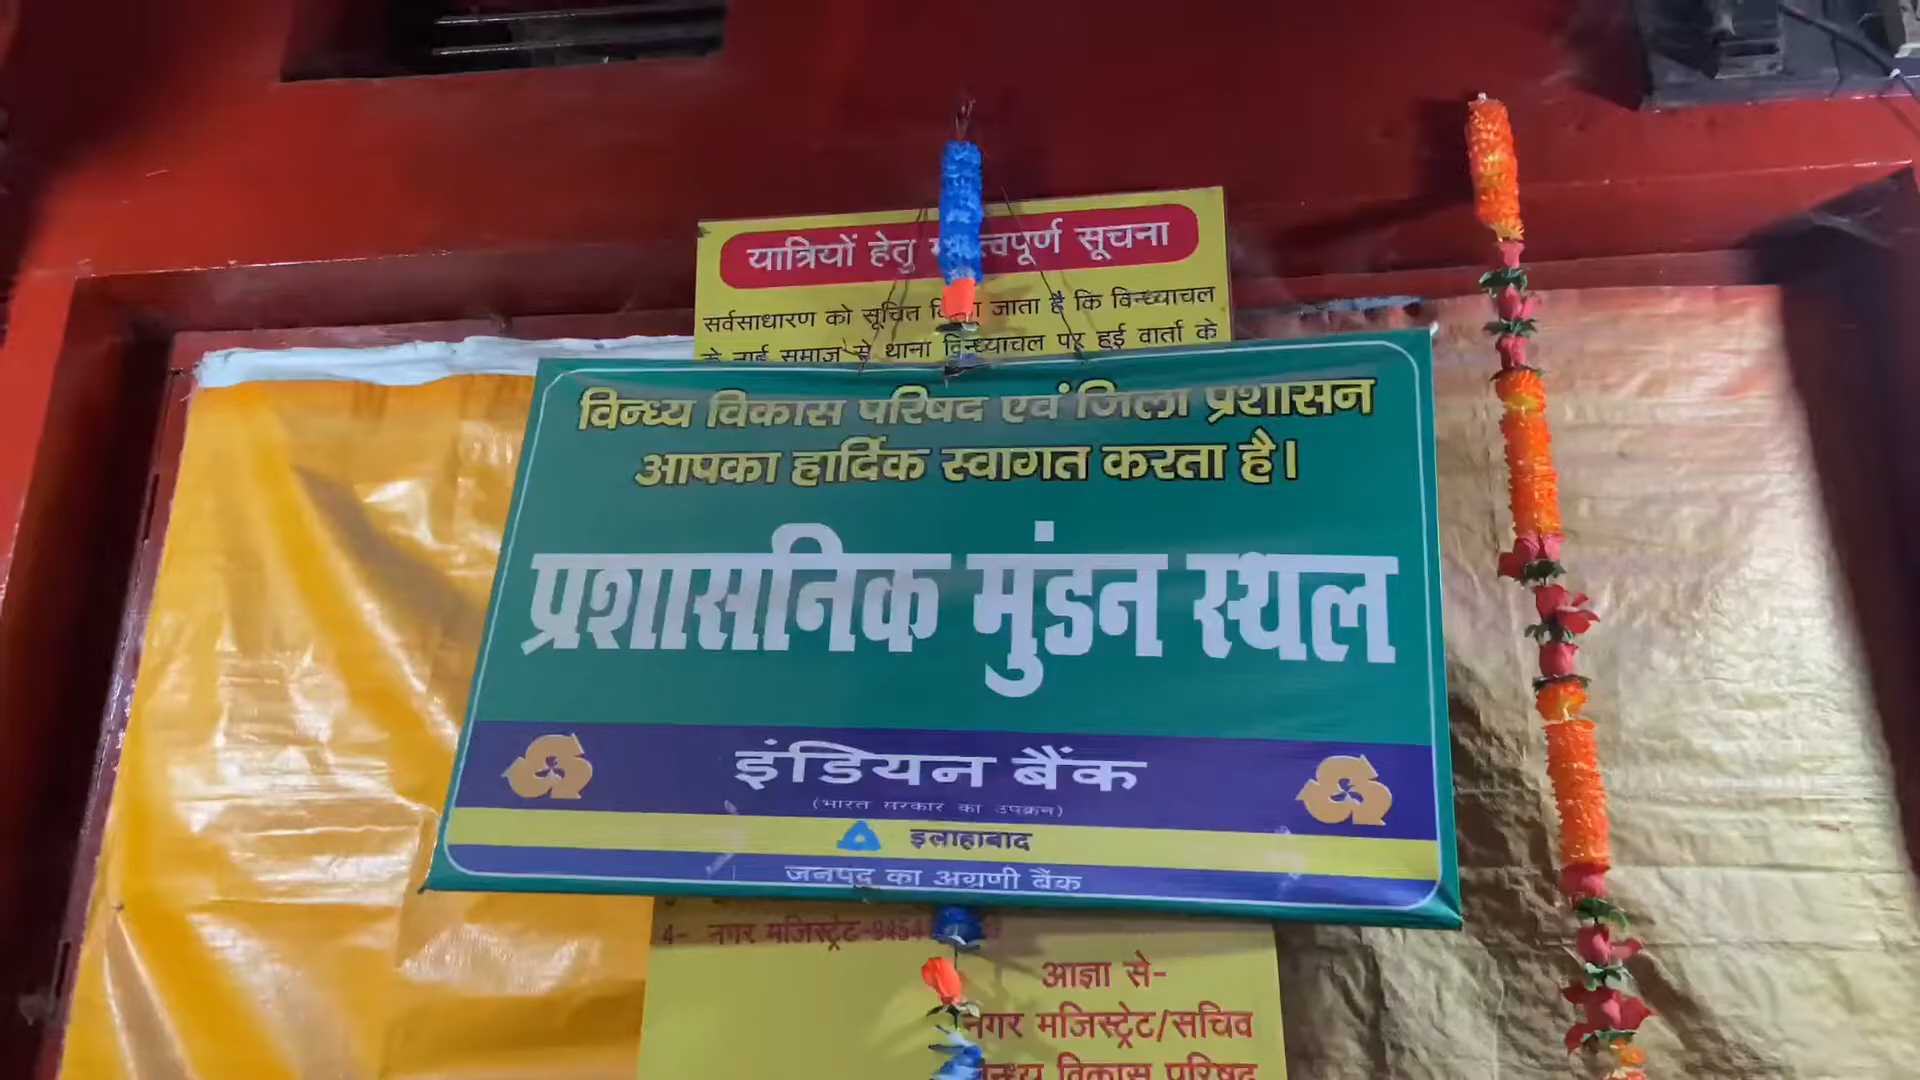 यात्रियों हेतु सूचना
सर्वसाधारण को सूचित जाता है कि विन्ध्याचल
के नाई समाज से थाना विन्ध्याचल पर हुई वार्ता के
विन्ध्य विकास परिषद एवं जिला प्रशासन
आपका हार्दिक स्वागत करता है।
प्रशासनिक मुंडन स्थल
इंडियन बैंक
(भारत सरकार का उपक्रम)
इलाहाबाद
जनपद का अग्रणी बैंक
4- नगर मजिस्ट्रेट-
आज्ञा से-
नगर मजिस्ट्रेट/सचिव
विन्ध्य विकास परिषद